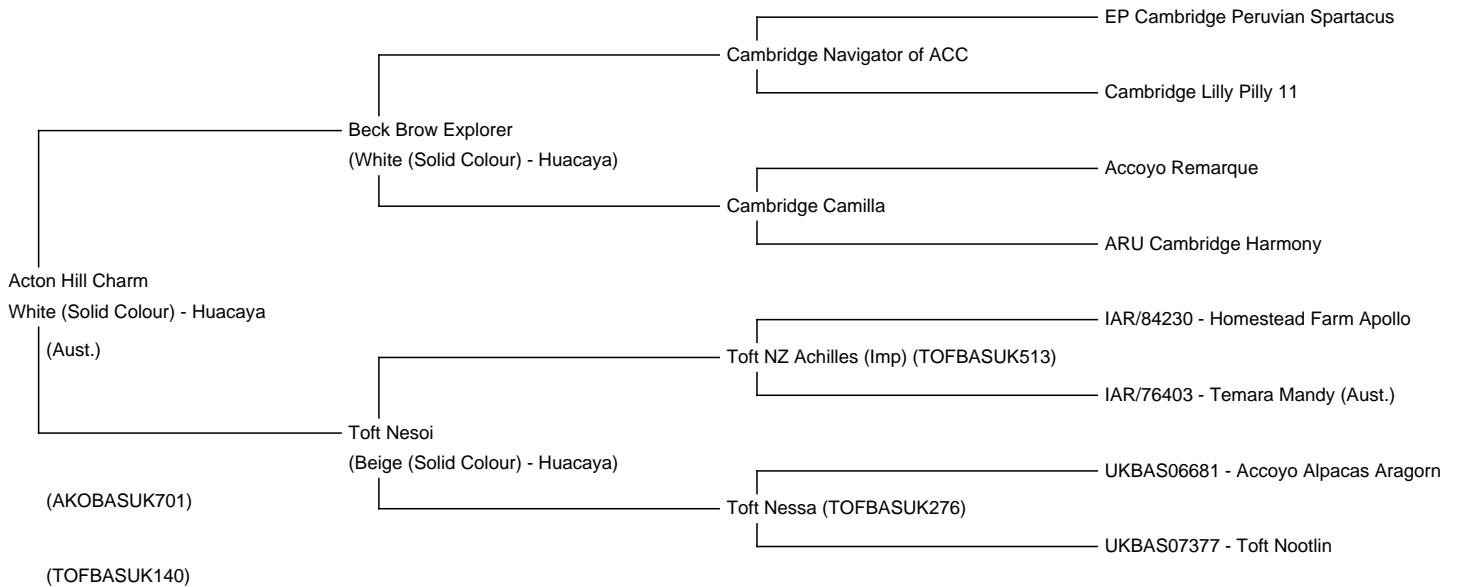 EP Cambridge Peruvian Spartacus
Cambridge Navigator of ACC
Cambridge Lilly Pilly 11
Beck Brow Explorer
(White (Solid Colour) - Huacaya)
Accoyo Remarque
Cambridge Camilla
ARU Cambridge Harmony
Acton Hill Charm
White (Solid Colour) - Huacaya
(Aust.)
IAR/84230 - Homestead Farm Apollo
Toft NZ Achilles (Imp) (TOFBASUK513)
IAR/76403 - Temara Mandy (Aust.)
Toft Nesoi
(Beige (Solid Colour) - Huacaya)
UKBAS06681 - Accoyo Alpacas Aragorn
(AKOBASUK701)
Toft Nessa (TOFBASUK276)
UKBAS07377 - Toft Nootlin
(TOFBASUK140)